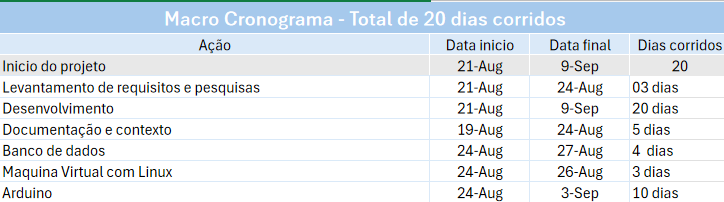 Macro Cronograma - Total de 20 dias corridos
Ação Data inicio Data final Dias corridos
Inicio do projeto 21-Aug 9-Sep 20
Levantamento de requisitos e pesquisas 21-Aug 24-Aug 03 dias
Desenvolvimento 21-Aug 9-Sep 20 dias
Documentação e contexto 19-Aug 24-Aug 5 dias
Banco de dados 24-Aug 27-Aug 4 dias
Maquina Virtual com Linux 24-Aug 26-Aug 3 dias
Arduino 24-Aug 3-Sep 10 dias